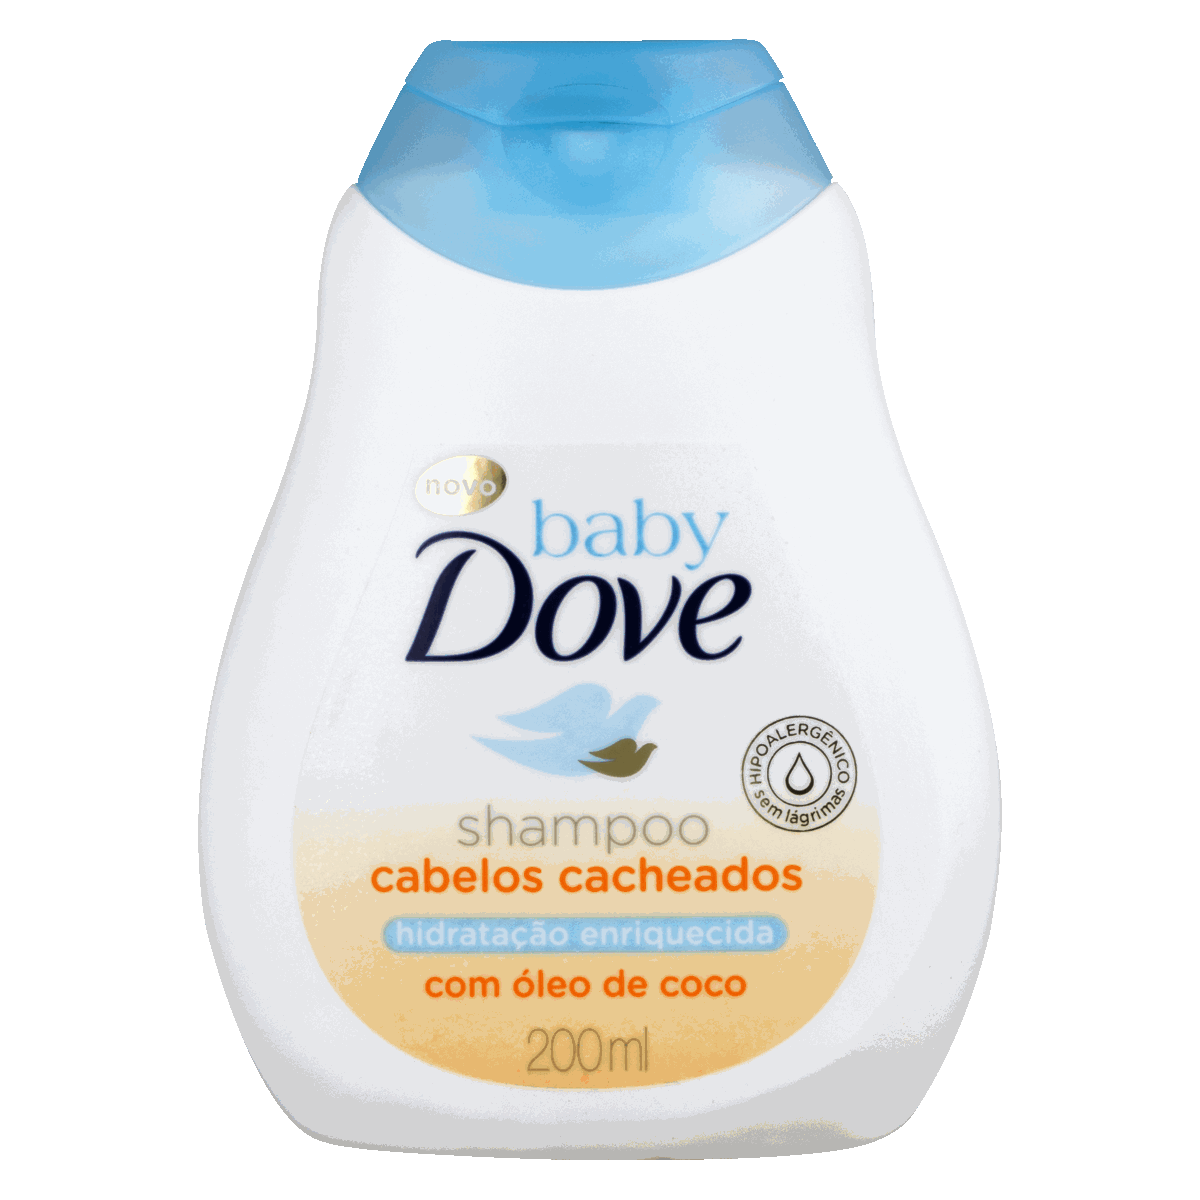 novo
baby
Dove
HIPOALERGÊNICO
sem lágrimas
shampoo
cabelos cacheados
hidratação enriquecida
com óleo de coco
200ml